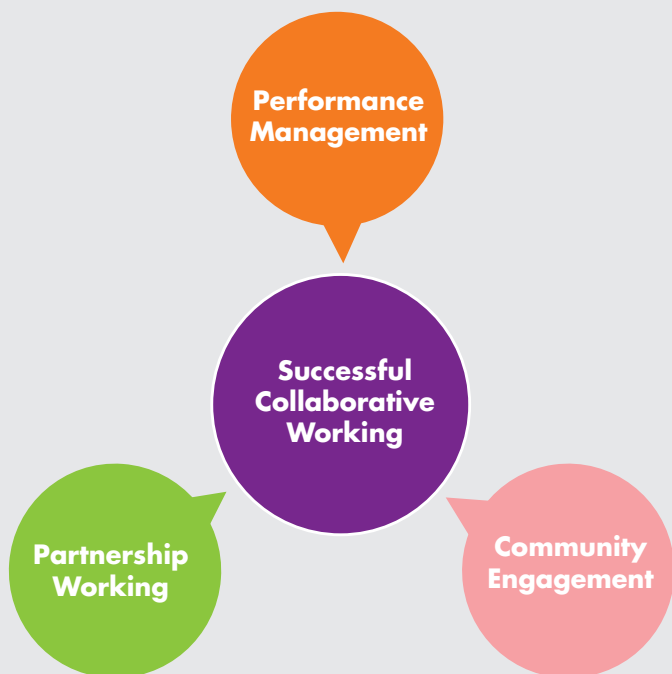 Performance
Management
Successful
Collaborative
Working
Partnership
Working
Community
Engagement